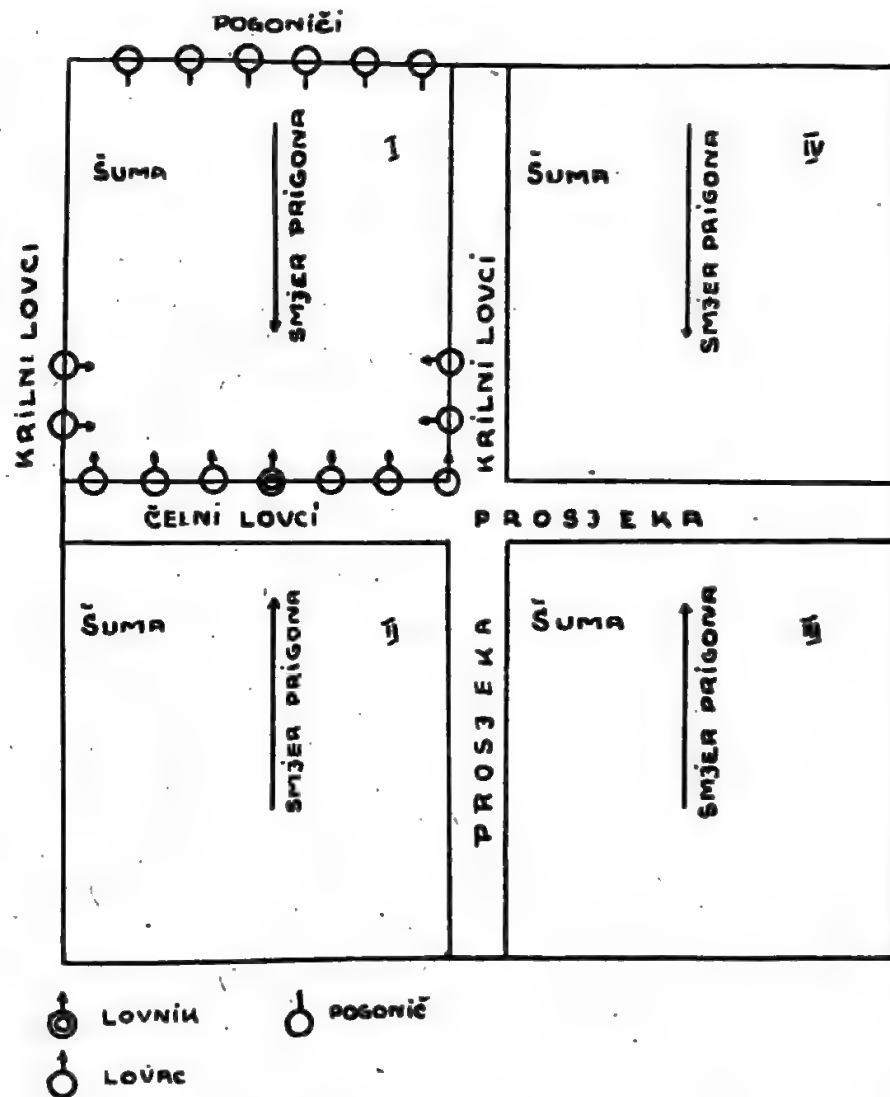 POGONIČI
ŠUMA
SMJER PRIGONA
I
KRILNI LOVCI
KRILNI LOVCI
ČELNI LOVCI
ŠUMA
SMJER PRIGONA
IV
PROSJEKA
ŠUMA
SMJER PRIGONA
II
PROSJEKA
ŠUMA
SMJER PRIGONA
III
LOVNIK
POGONIČ
LOVAC